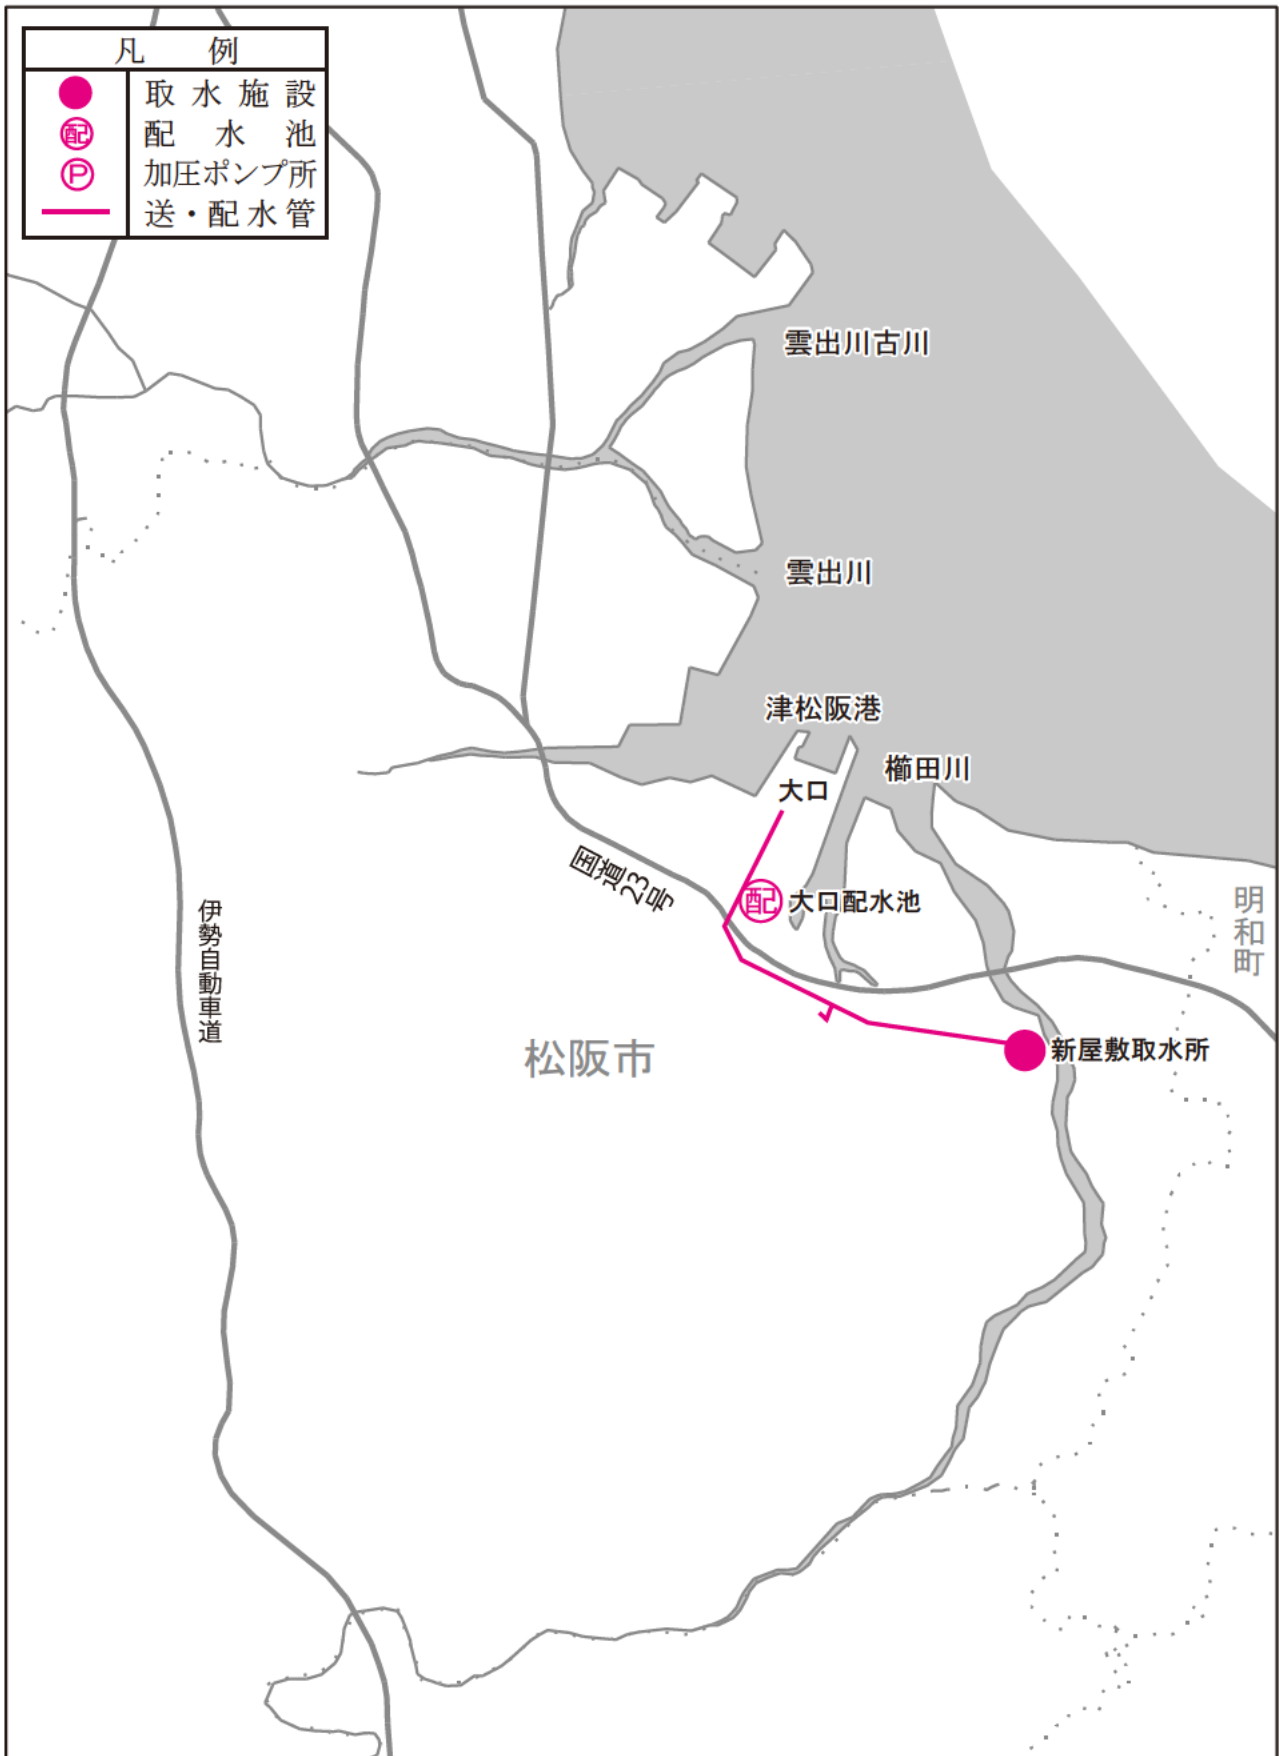 凡　例
取水施設
配
配水池
P
加圧ポンプ所
送・配水管
雲出川古川
雲出川
津松阪港
櫛田川
大口
国道23号
配
大口配水池
明和町
伊勢自動車道
松阪市
新屋敷取水所